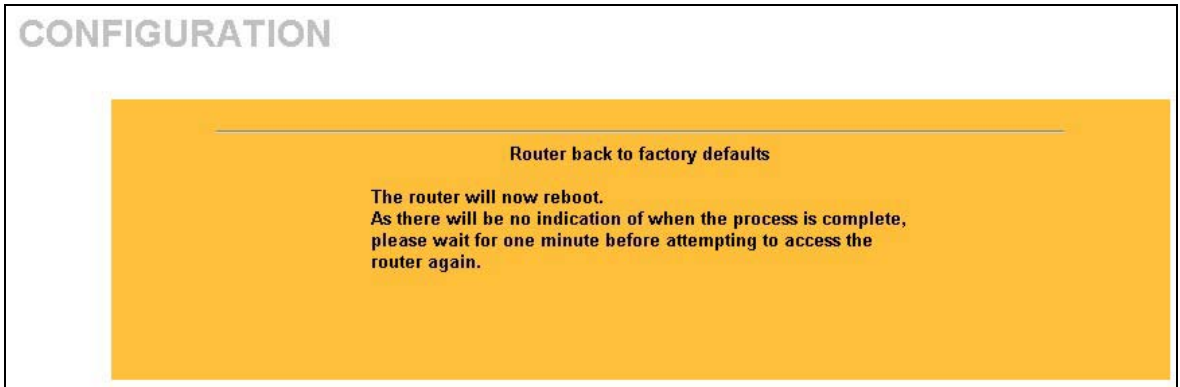 CONFIGURATION
Router back to factory defaults
The router will now reboot.
As there will be no indication of when the process is complete,
please wait for one minute before attempting to access the
router again.